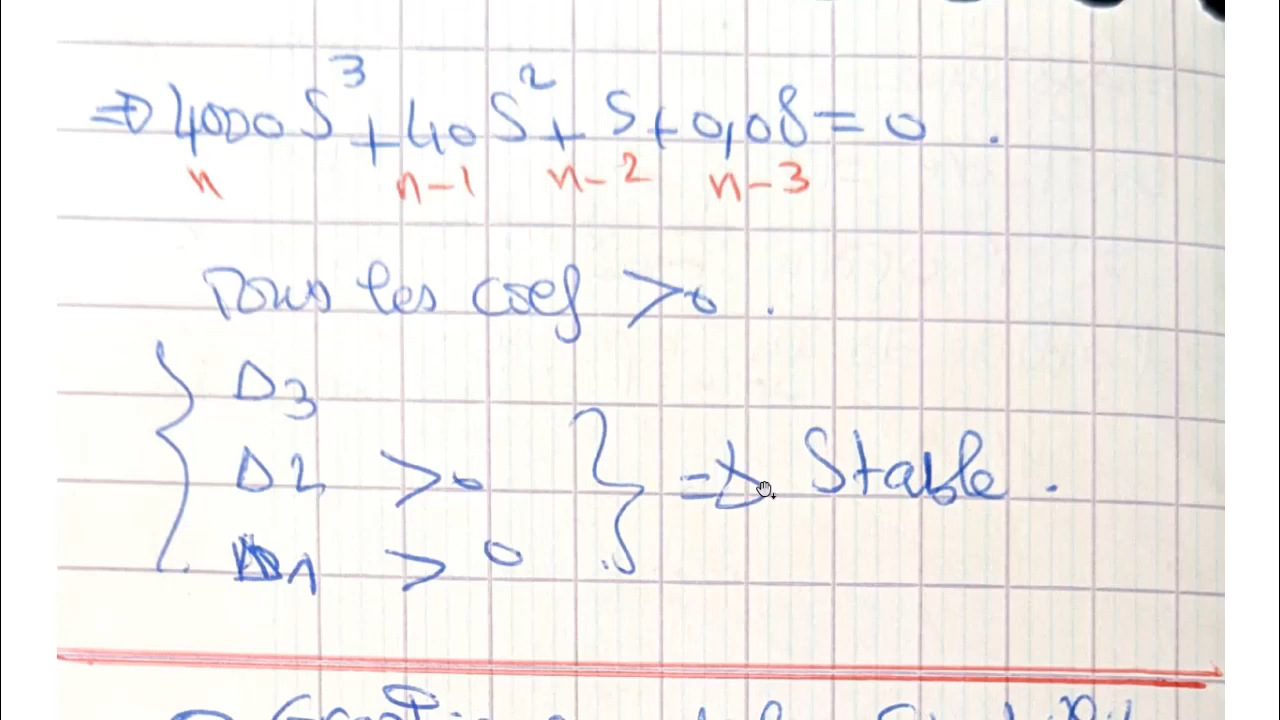 => 4000 S³ + 40 S² + S + 0,08 = 0 .
n n-1 n-2 n-3
Tous les coef > 0 .
Δ3
Δ2 > 0 } => Stable .
Δ1 > 0